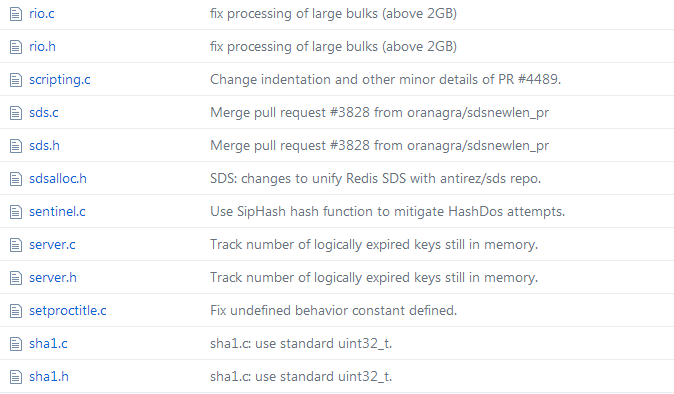 rio.c fix processing of large bulks (above 2GB)
rio.h fix processing of large bulks (above 2GB)
scripting.c Change indentation and other minor details of PR #4489.
sds.c Merge pull request #3828 from oranagra/sdsnewlen_pr
sds.h Merge pull request #3828 from oranagra/sdsnewlen_pr
sdsalloc.h SDS: changes to unify Redis SDS with antirez/sds repo.
sentinel.c Use SipHash hash function to mitigate HashDos attempts.
server.c Track number of logically expired keys still in memory.
server.h Track number of logically expired keys still in memory.
setproctitle.c Fix undefined behavior constant defined.
sha1.c sha1.c: use standard uint32_t.
sha1.h sha1.c: use standard uint32_t.